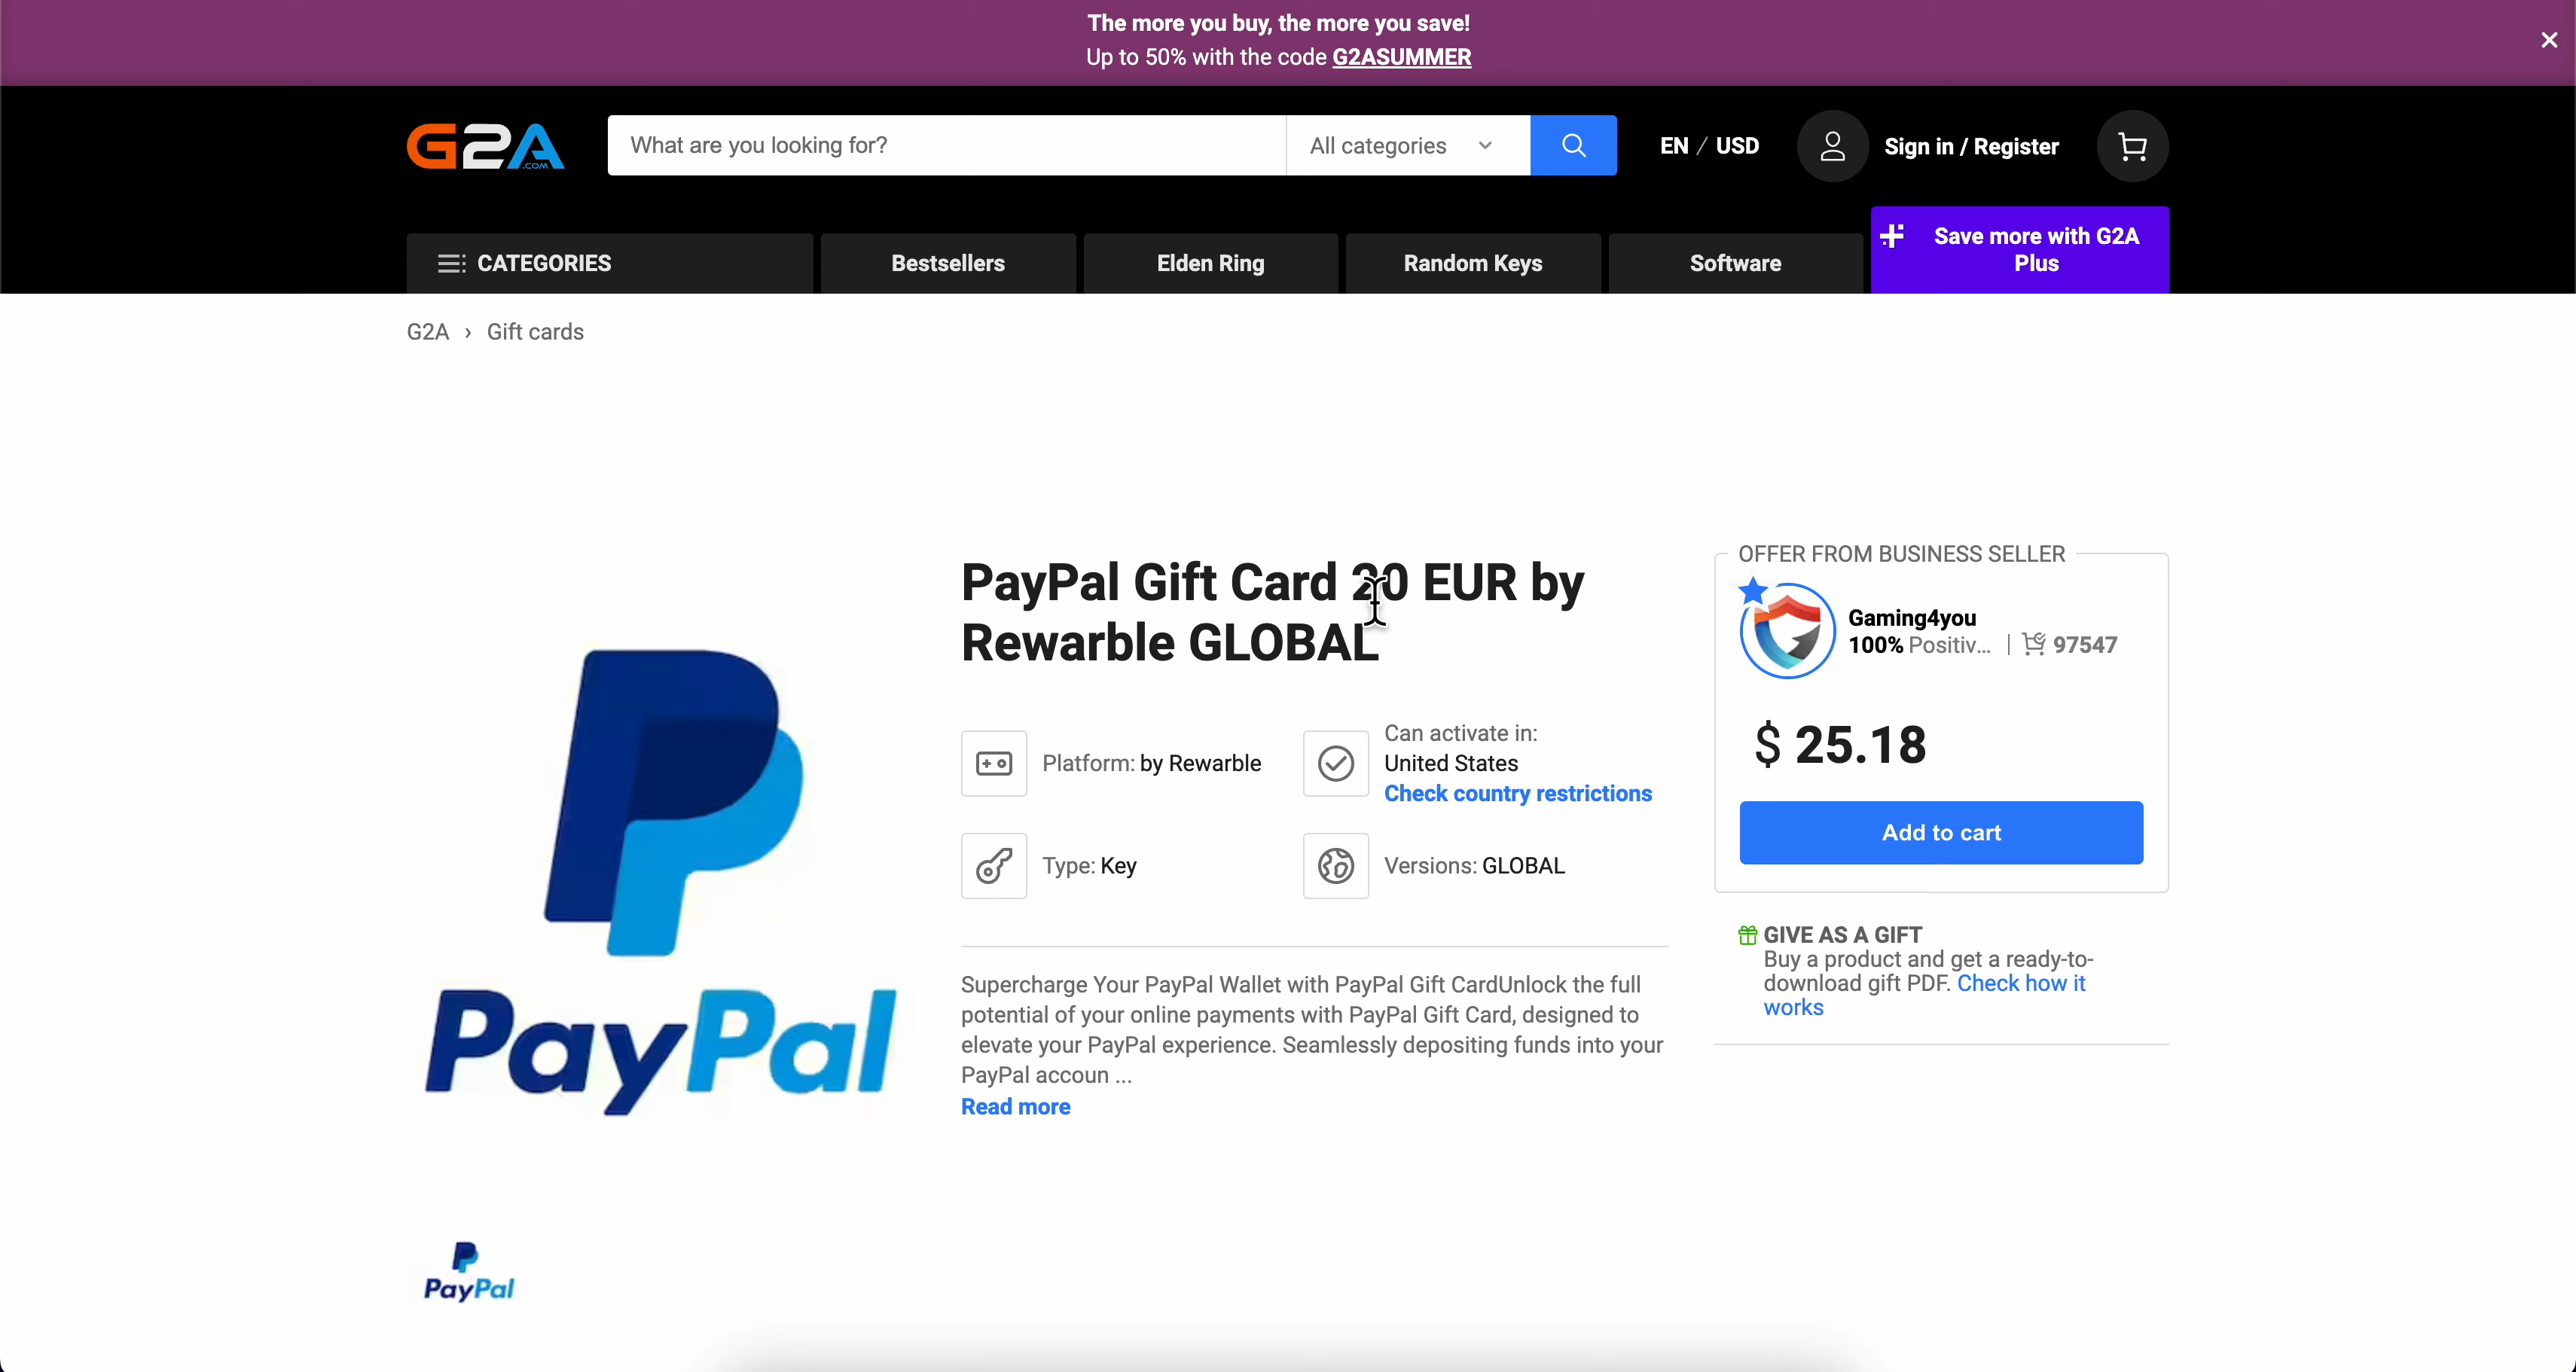 The more you buy, the more you save!
Up to 50% with the code G2ASUMMER
G2A.COM
What are you looking for?
All categories
EN / USD
Sign in / Register
CATEGORIES
Bestsellers
Elden Ring
Random Keys
Software
Save more with G2A
Plus
G2A › Gift cards
PayPal
PayPal
PayPal Gift Card 20 EUR by
Rewarble GLOBAL
Platform: by Rewarble
Can activate in:
United States
Check country restrictions
Type: Key
Versions: GLOBAL
Supercharge Your PayPal Wallet with PayPal Gift CardUnlock the full
potential of your online payments with PayPal Gift Card, designed to
elevate your PayPal experience. Seamlessly depositing funds into your
PayPal accoun ...
Read more
OFFER FROM BUSINESS SELLER
Gaming4you
100% Positiv... | 97547
$ 25.18
Add to cart
GIVE AS A GIFT
Buy a product and get a ready-to-
download gift PDF. Check how it
works